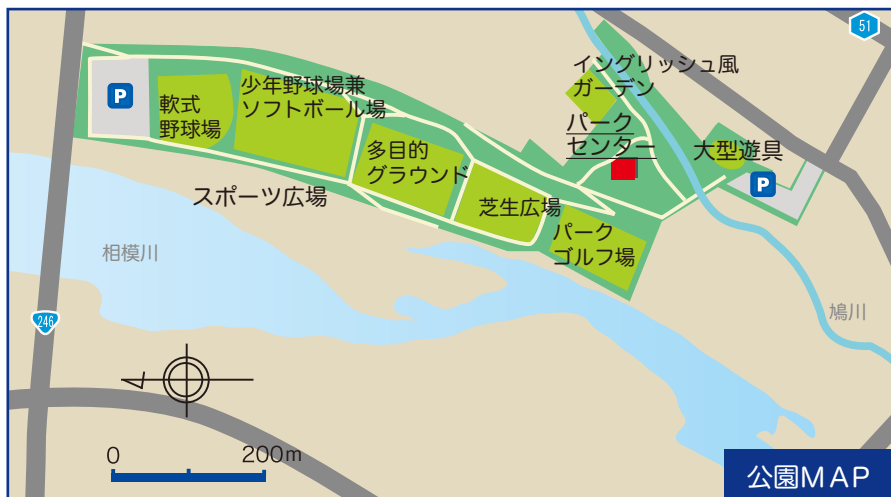 51
イングリッシュ風
ガーデン
P
軟式
野球場
少年野球場兼
ソフトボール場
パーク
センター
多目的
グラウンド
大型遊具
P
スポーツ広場
芝生広場
パーク
ゴルフ場
相模川
鳩川
246
0
200m
公園MAP